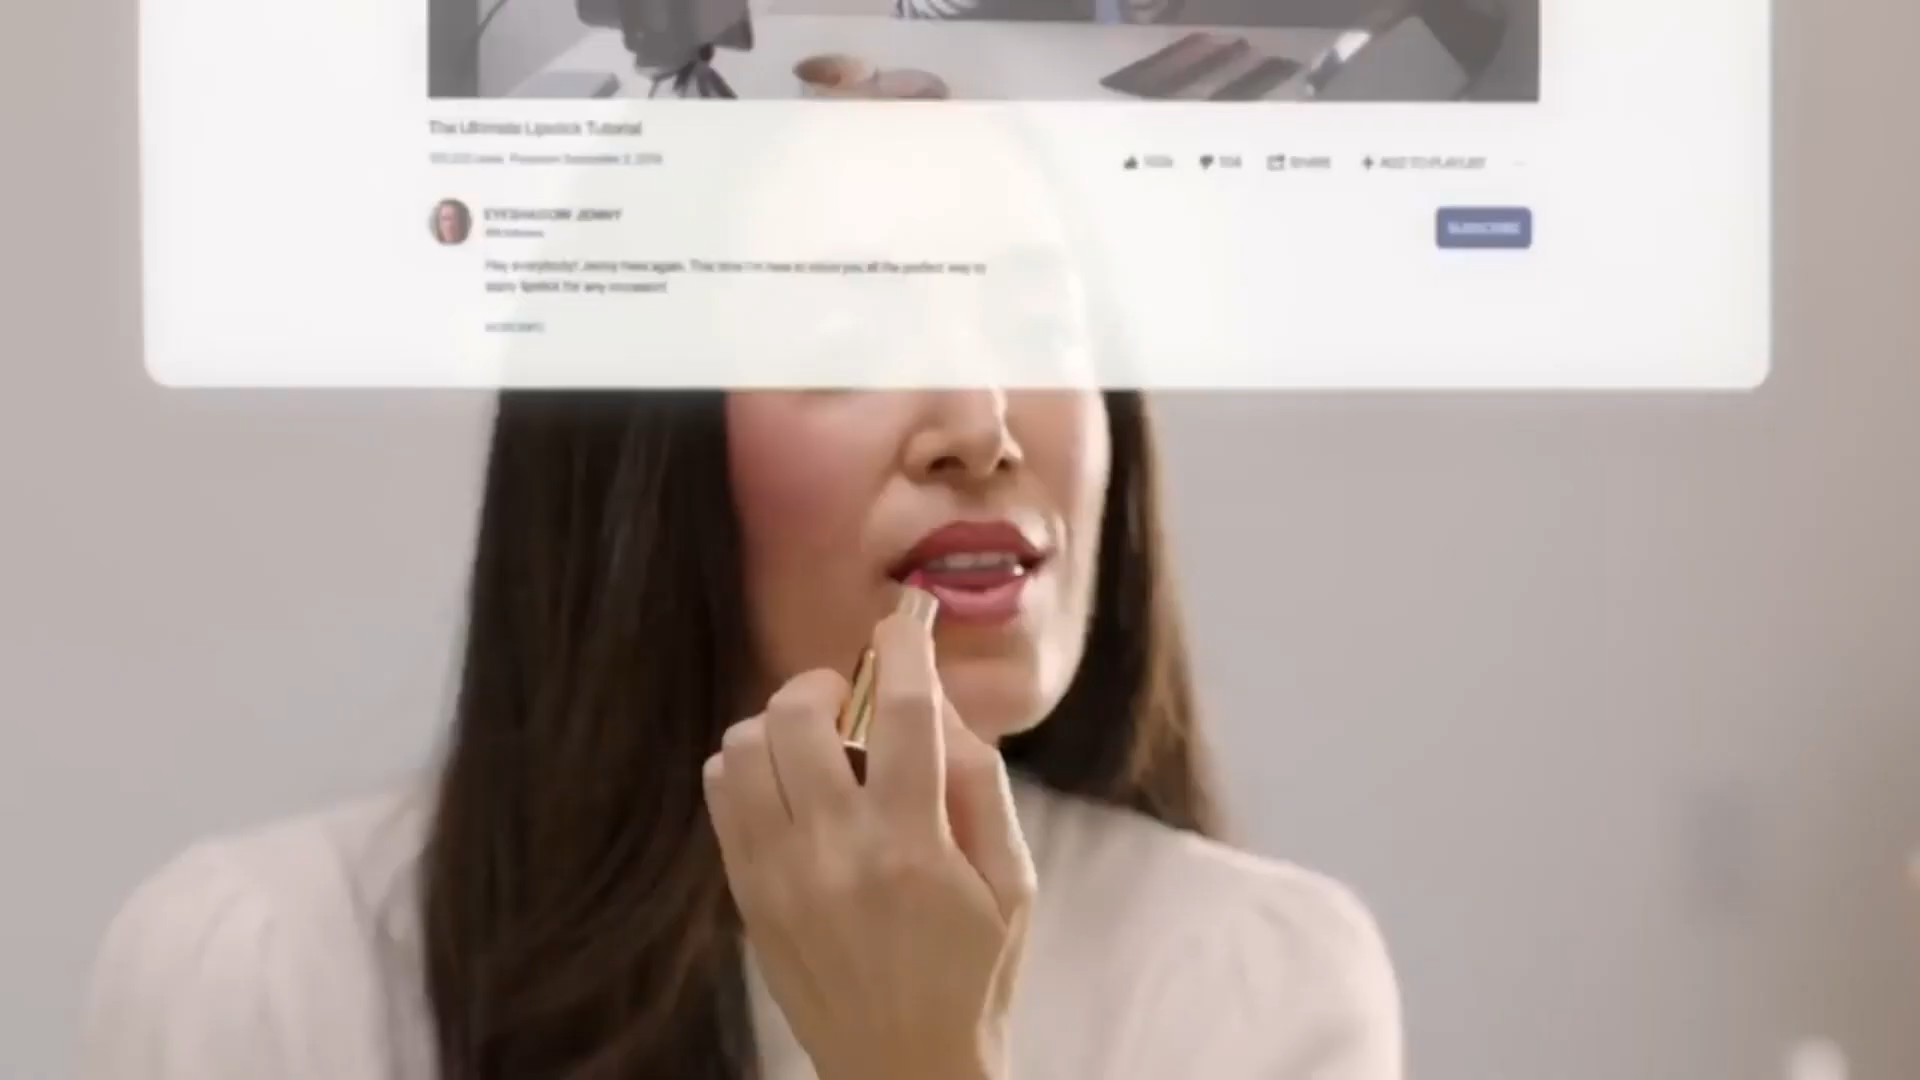 The Ultimate Lipstick Tutorial
SHARE
ADD TO PLAYLIST
EYESHADOW JENNY
SUBSCRIBE
Hey everybody! Jenny here again. This time I'm here to show you all the perfect way to
apply lipstick for any occasion!